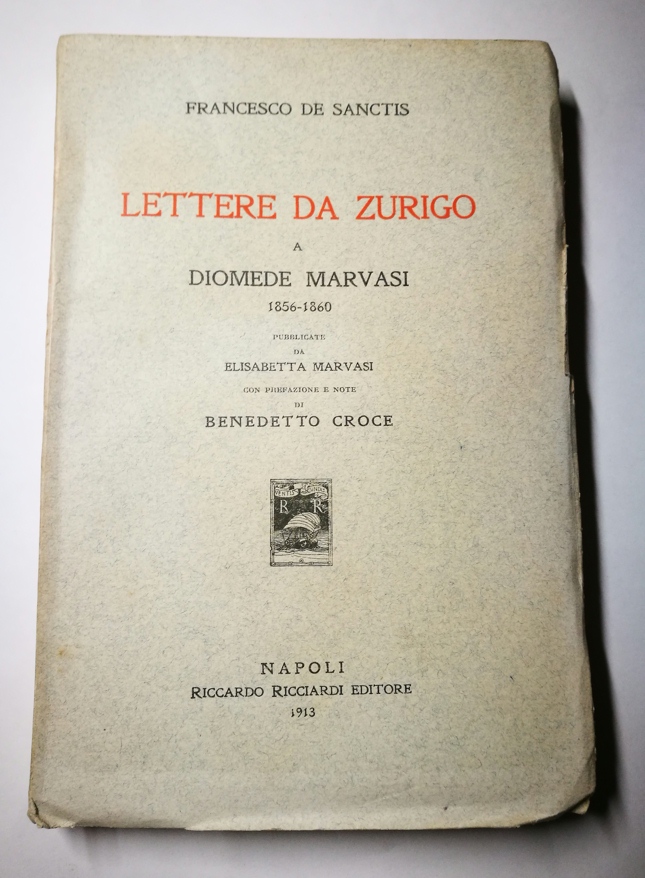 FRANCESCO DE SANCTIS
LETTERE DA ZURIGO
A
DIOMEDE MARVASI
1856-1860
PUBBLICATE
DA
ELISABETTA MARVASI
CON PREFAZIONE E NOTE
DI
BENEDETTO CROCE
R R
NAPOLI
RICCARDO RICCIARDI EDITORE
1913